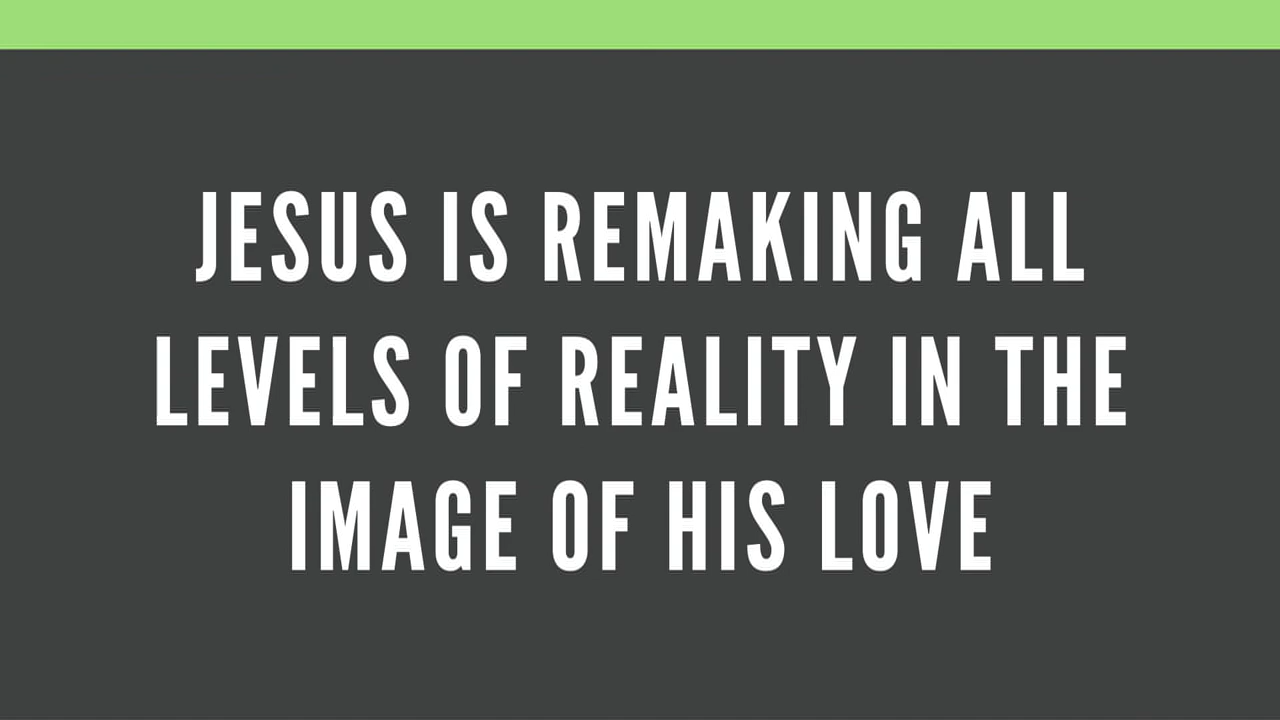 JESUS IS REMAKING ALL
LEVELS OF REALITY IN THE
IMAGE OF HIS LOVE